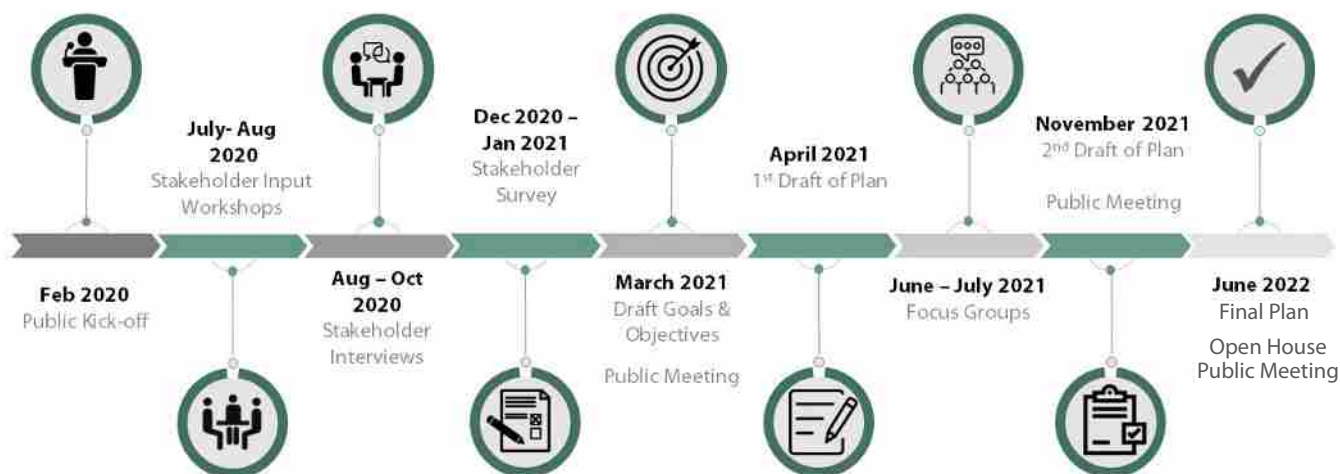 Feb 2020
Public Kick-off
July- Aug
2020
Stakeholder Input
Workshops
Aug – Oct
2020
Stakeholder
Interviews
Dec 2020 –
Jan 2021
Stakeholder
Survey
March 2021
Draft Goals &
Objectives
Public Meeting
April 2021
1st Draft of Plan
June – July 2021
Focus Groups
November 2021
2nd Draft of Plan
Public Meeting
June 2022
Final Plan
Open House
Public Meeting